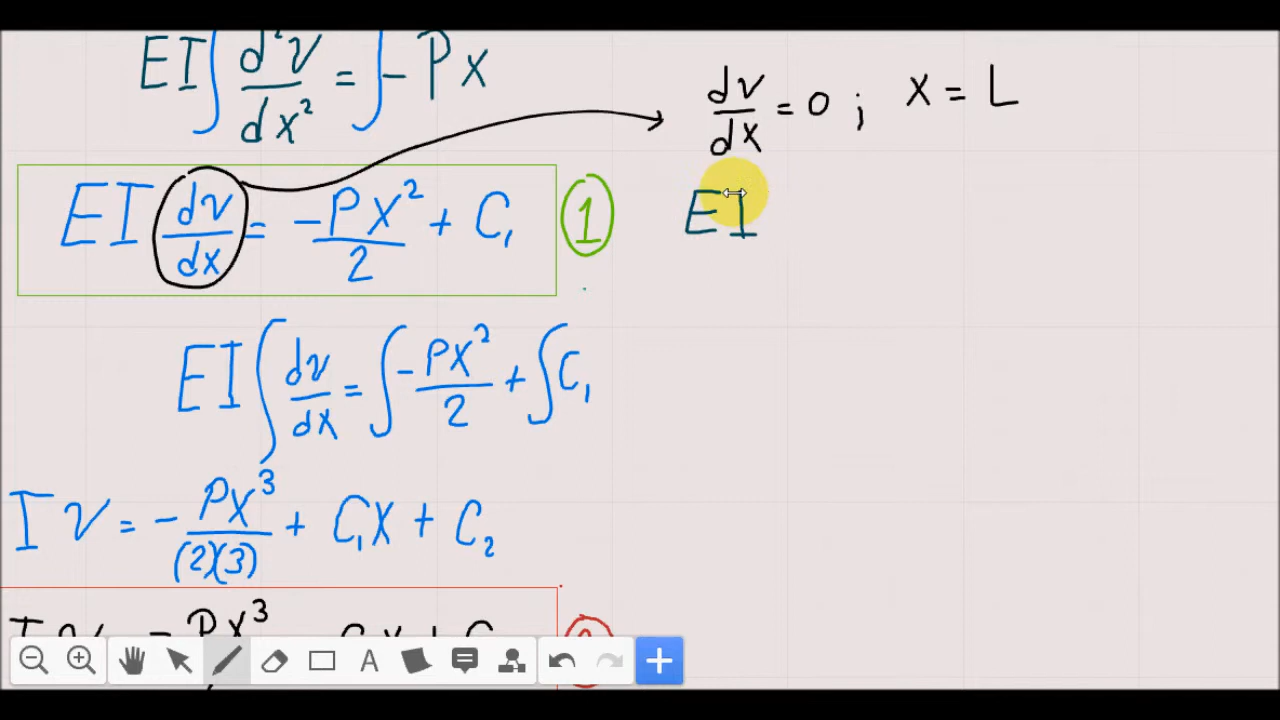 EI∫ d²v/dx² = ∫-Px
dv/dx = 0 ; x = L
EI dv/dx = -Px²/2 + C₁ ①
EI
EI∫ dv/dx = ∫-Px²/2 + ∫C₁
I v = - Px³/(2)(3) + C₁x + C₂
I v = Px³
A